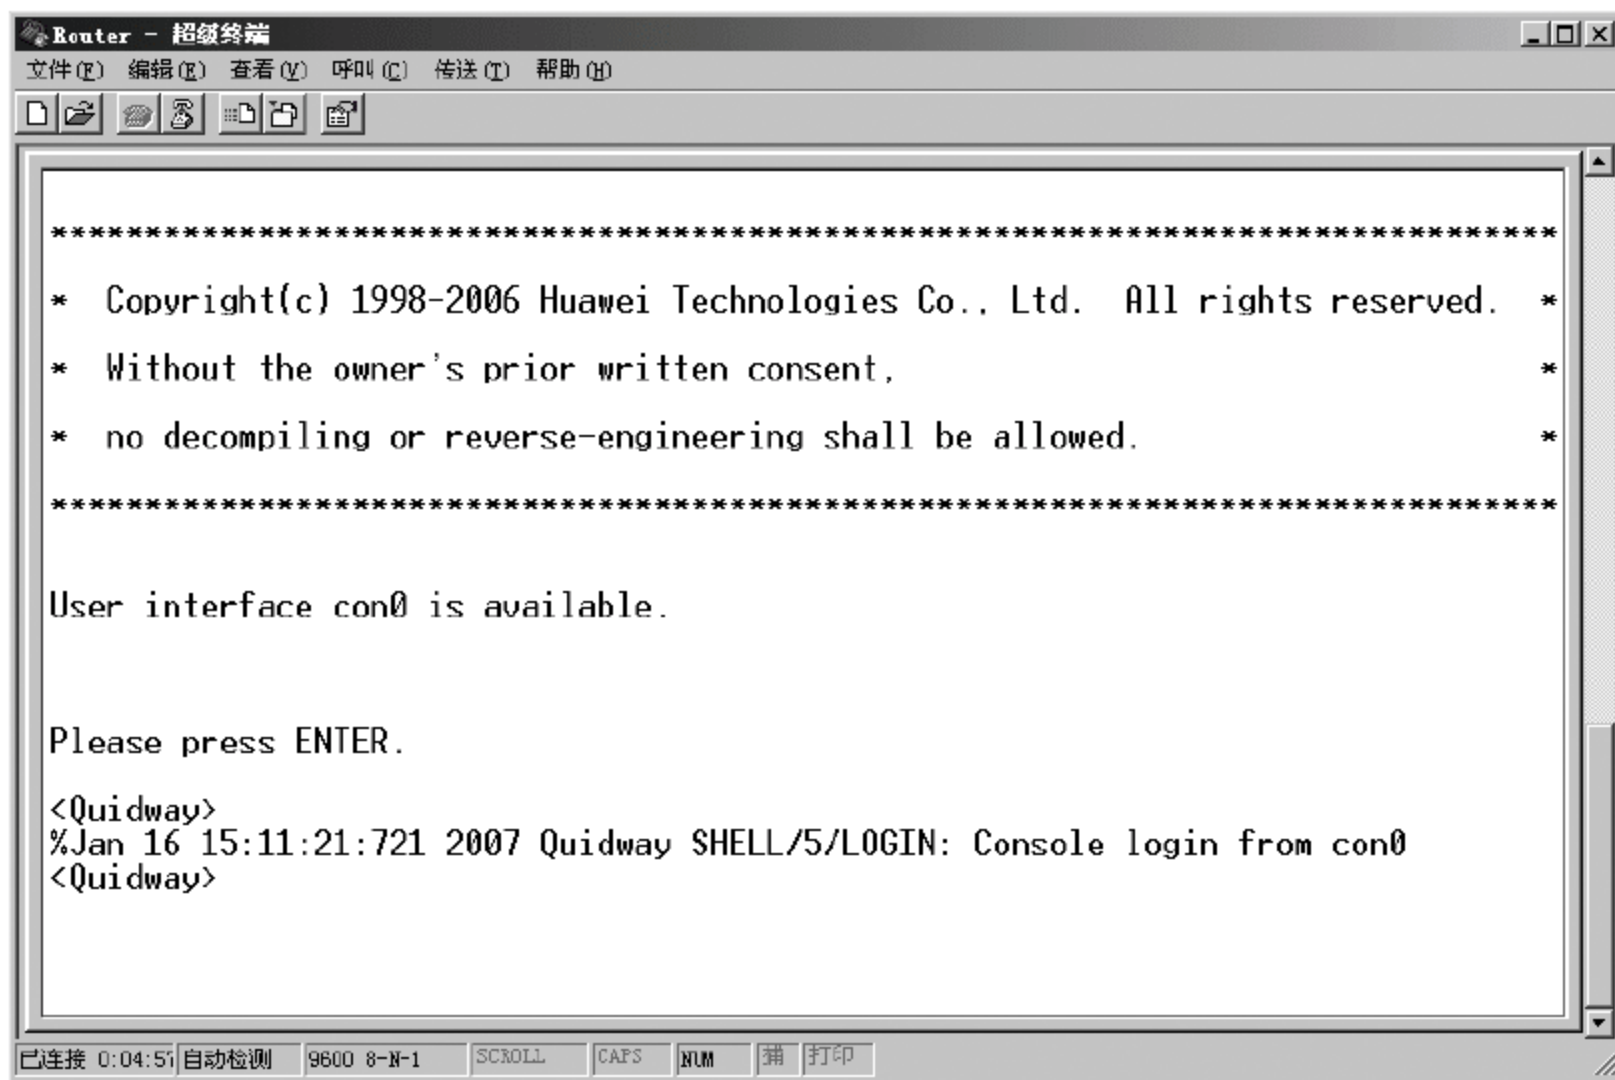 Router - 超级终端
文件(F) 编辑(E) 查看(V) 呼叫(C) 传送(T) 帮助(H)
*******************************************************************************
* Copyright(c) 1998-2006 Huawei Technologies Co., Ltd. All rights reserved. *
* Without the owner's prior written consent, *
* no decompiling or reverse-engineering shall be allowed. *
*******************************************************************************
User interface con0 is available.
Please press ENTER.
<Quidway>
%Jan 16 15:11:21:721 2007 Quidway SHELL/5/LOGIN: Console login from con0
<Quidway>
已连接 0:04:57 自动检测 9600 8-N-1 SCROLL CAPS NUM 捕 打印